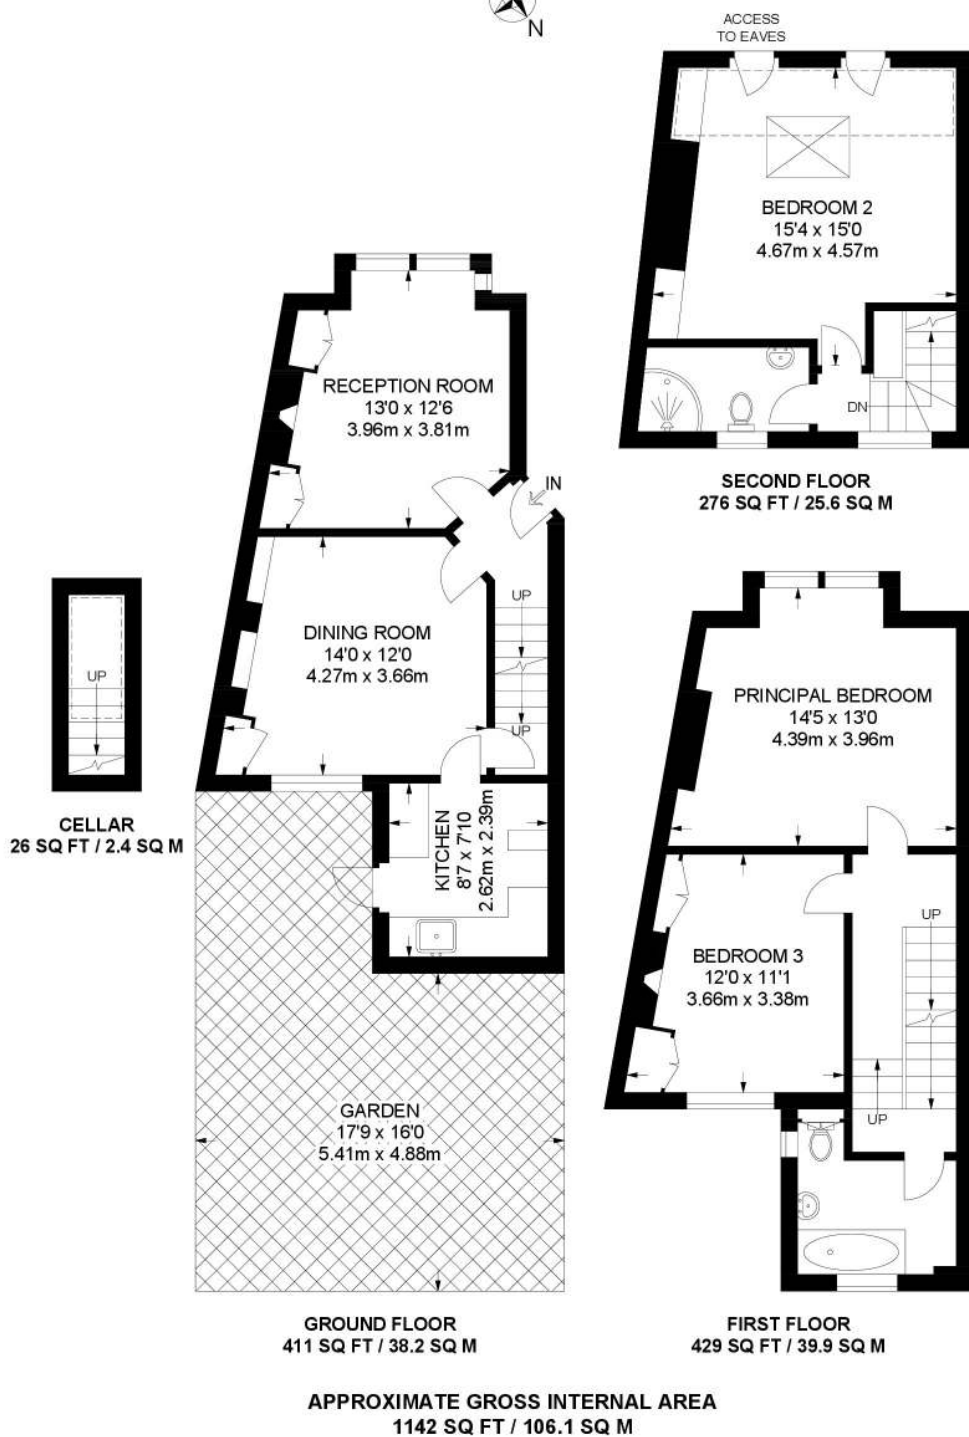 N
ACCESS
TO EAVES
BEDROOM 2
15'4 x 15'0
4.67m x 4.57m
DN
SECOND FLOOR
276 SQ FT / 25.6 SQ M
RECEPTION ROOM
13'0 x 12'6
3.96m x 3.81m
IN
UP
DINING ROOM
14'0 x 12'0
4.27m x 3.66m
UP
KITCHEN
8'7 x 7'10
2.62m x 2.39m
GARDEN
17'9 x 16'0
5.41m x 4.88m
GROUND FLOOR
411 SQ FT / 38.2 SQ M
UP
CELLAR
26 SQ FT / 2.4 SQ M
PRINCIPAL BEDROOM
14'5 x 13'0
4.39m x 3.96m
UP
BEDROOM 3
12'0 x 11'1
3.66m x 3.38m
UP
FIRST FLOOR
429 SQ FT / 39.9 SQ M
APPROXIMATE GROSS INTERNAL AREA
1142 SQ FT / 106.1 SQ M